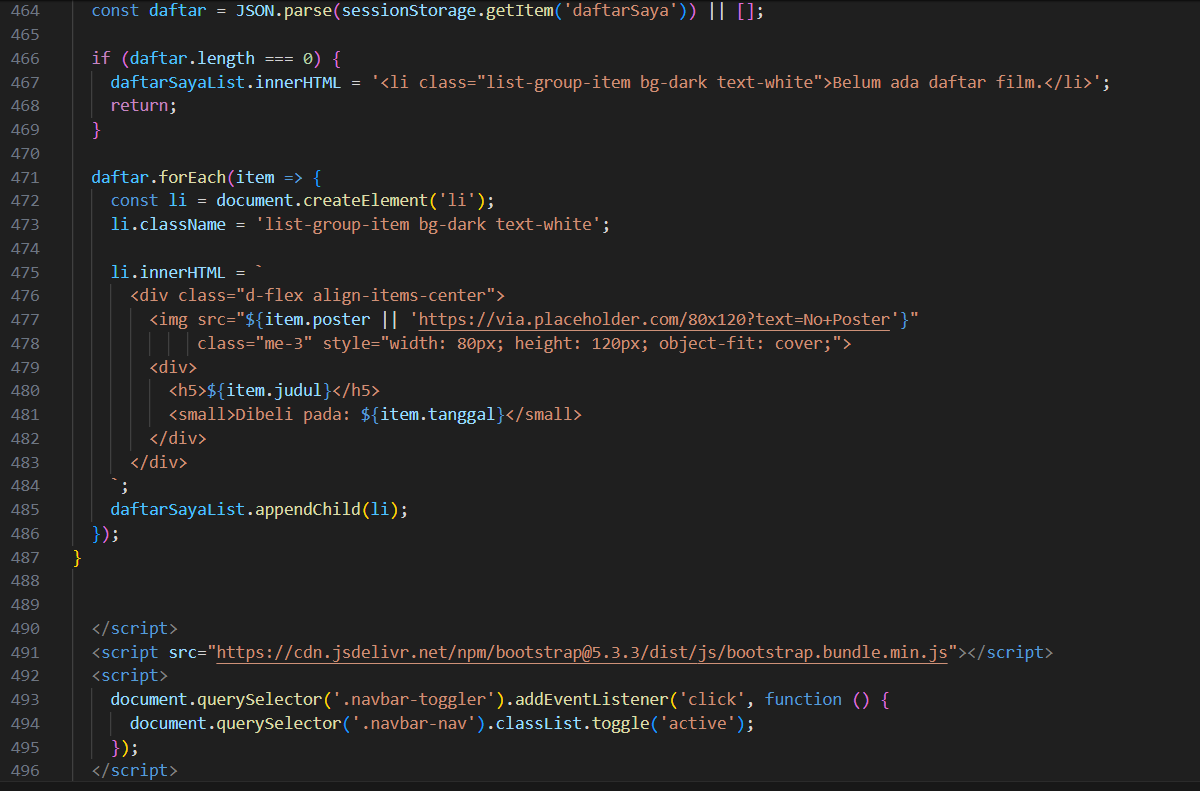 464 const daftar = JSON.parse(sessionStorage.getItem('daftarSaya')) || [];
465
466 if (daftar.length === 0) {
467 daftarSayaList.innerHTML = '<li class="list-group-item bg-dark text-white">Belum ada daftar film.</li>';
468 return;
469 }
470
471 daftar.forEach(item => {
472 const li = document.createElement('li');
473 li.className = 'list-group-item bg-dark text-white';
474
475 li.innerHTML = `
476 <div class="d-flex align-items-center">
477 <img src="${item.poster || 'https://via.placeholder.com/80x120?text=No+Poster'}"
478 class="me-3" style="width: 80px; height: 120px; object-fit: cover;">
479 <div>
480 <h5>${item.judul}</h5>
481 <small>Dibeli pada: ${item.tanggal}</small>
482 </div>
483 </div>
484 `;
485 daftarSayaList.appendChild(li);
486 });
487 }
488
489
490 </script>
491 <script src="https://cdn.jsdelivr.net/npm/bootstrap@5.3.3/dist/js/bootstrap.bundle.min.js"></script>
492 <script>
493 document.querySelector('.navbar-toggler').addEventListener('click', function () {
494 document.querySelector('.navbar-nav').classList.toggle('active');
495 });
496 </script>